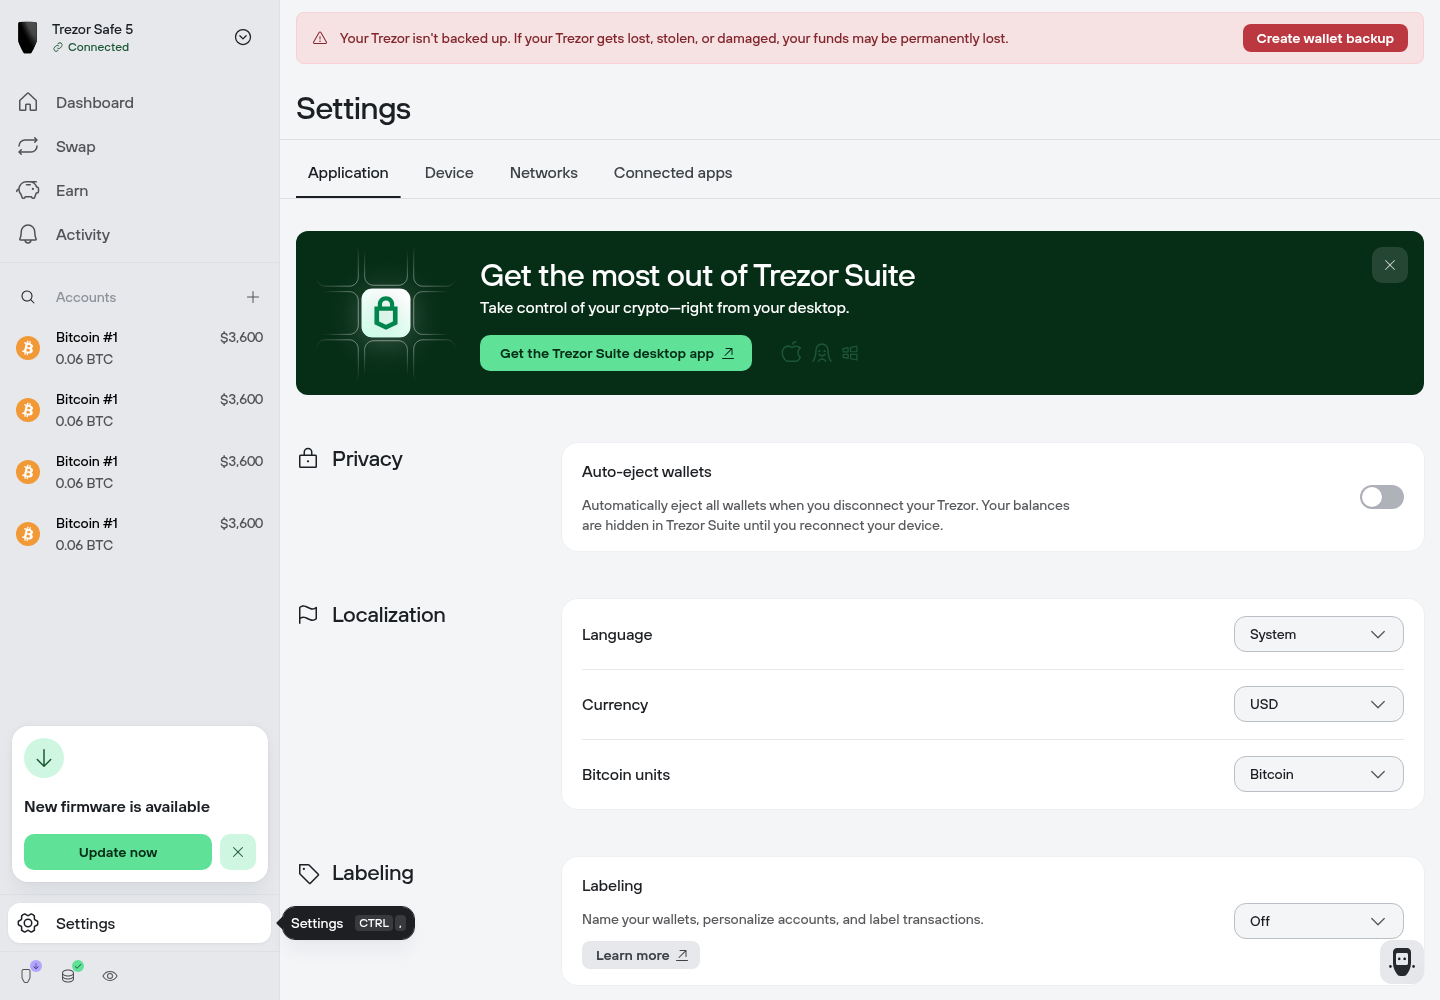 Trezor Safe 5
Connected
Dashboard
Swap
Earn
Activity
Accounts
Bitcoin #1 $3,600
0.06 BTC
Bitcoin #1 $3,600
0.06 BTC
Bitcoin #1 $3,600
0.06 BTC
Bitcoin #1 $3,600
0.06 BTC
New firmware is available
Update now
Settings
Settings CTRL ,
Your Trezor isn't backed up. If your Trezor gets lost, stolen, or damaged, your funds may be permanently lost.
Create wallet backup
Settings
Application Device Networks Connected apps
Get the most out of Trezor Suite
Take control of your crypto—right from your desktop.
Get the Trezor Suite desktop app
Privacy
Auto-eject wallets
Automatically eject all wallets when you disconnect your Trezor. Your balances
are hidden in Trezor Suite until you reconnect your device.
Localization
Language System
Currency USD
Bitcoin units Bitcoin
Labeling
Labeling
Name your wallets, personalize accounts, and label transactions.
Off
Learn more